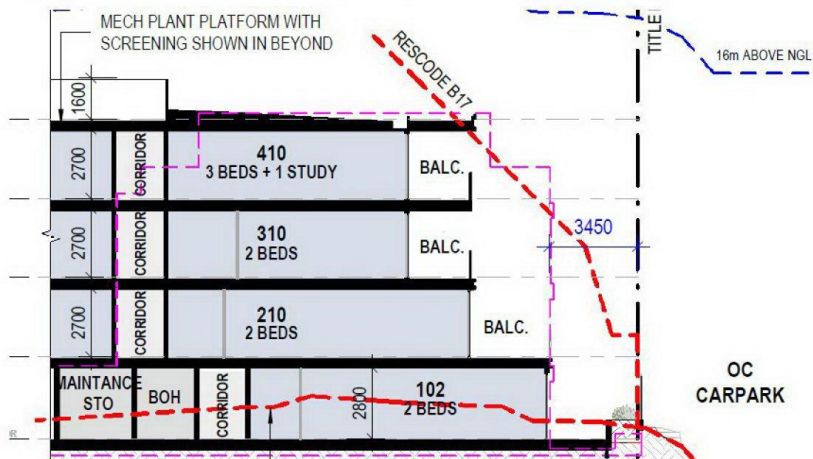 MECH PLANT PLATFORM WITH
SCREENING SHOWN IN BEYOND
RESCODE B17
TITLE
16m ABOVE NGL
1600
2700
CORRIDOR
410
3 BEDS + 1 STUDY
BALC.
2700
CORRIDOR
310
2 BEDS
BALC.
3450
2700
CORRIDOR
210
2 BEDS
BALC.
MAINTANCE
STO
BOH
CORRIDOR
2800
102
2 BEDS
OC
CARPARK